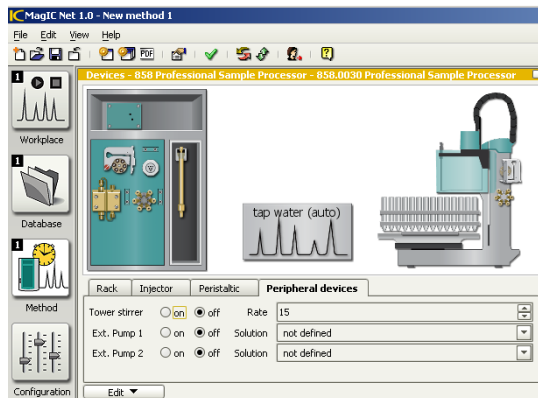 MagIC Net 1.0 - New method 1
File Edit View Help
PDF
Devices - 858 Professional Sample Processor - 858.0030 Professional Sample Processor
1
Workplace
1
Database
1
Method
Configuration
tap water (auto)
Rack Injector Peristaltic Peripheral devices
Tower stirrer on off Rate 15
Ext. Pump 1 on off Solution not defined
Ext. Pump 2 on off Solution not defined
Edit